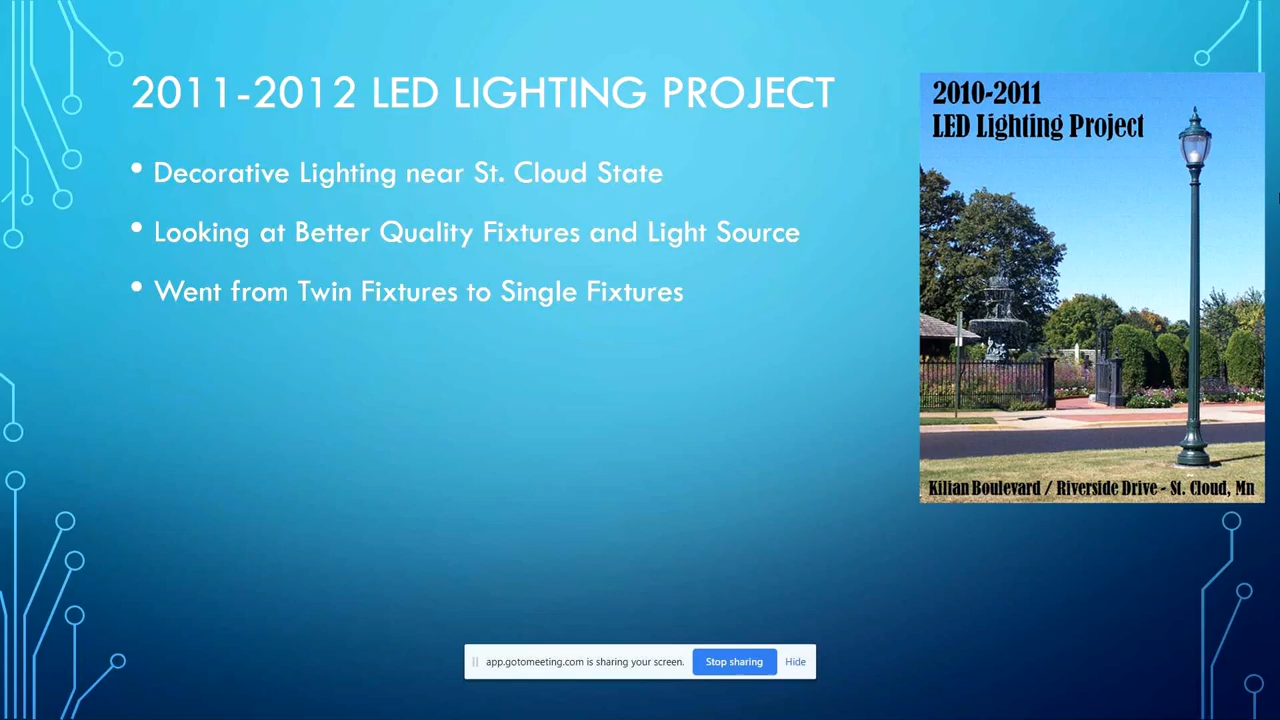 2011-2012 LED LIGHTING PROJECT
• Decorative Lighting near St. Cloud State
• Looking at Better Quality Fixtures and Light Source
• Went from Twin Fixtures to Single Fixtures
2010-2011
LED Lighting Project
Kilian Boulevard / Riverside Drive - St. Cloud, Mn
app.gotomeeting.com is sharing your screen. Stop sharing Hide